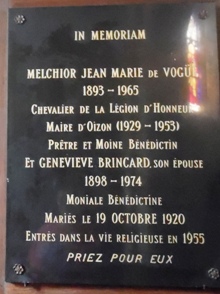 IN MEMORIAM
MELCHIOR JEAN MARIE DE VOGÜÉ
1893 - 1965
CHEVALIER DE LA LÉGION D'HONNEUR
MAIRE D'OIZON (1929 - 1953)
PRÊTRE ET MOINE BÉNÉDICTIN
ET GENEVIEVE BRINCARD, SON ÉPOUSE
1898 - 1974
MONIALE BÉNÉDICTINE
MARIÉS LE 19 OCTOBRE 1920
ENTRÉS DANS LA VIE RELIGIEUSE EN 1955
PRIEZ POUR EUX